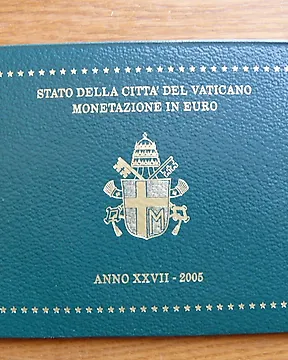 STATO DELLA CITTA' DEL VATICANO
MONETAZIONE IN EURO
M
ANNO XXVII - 2005